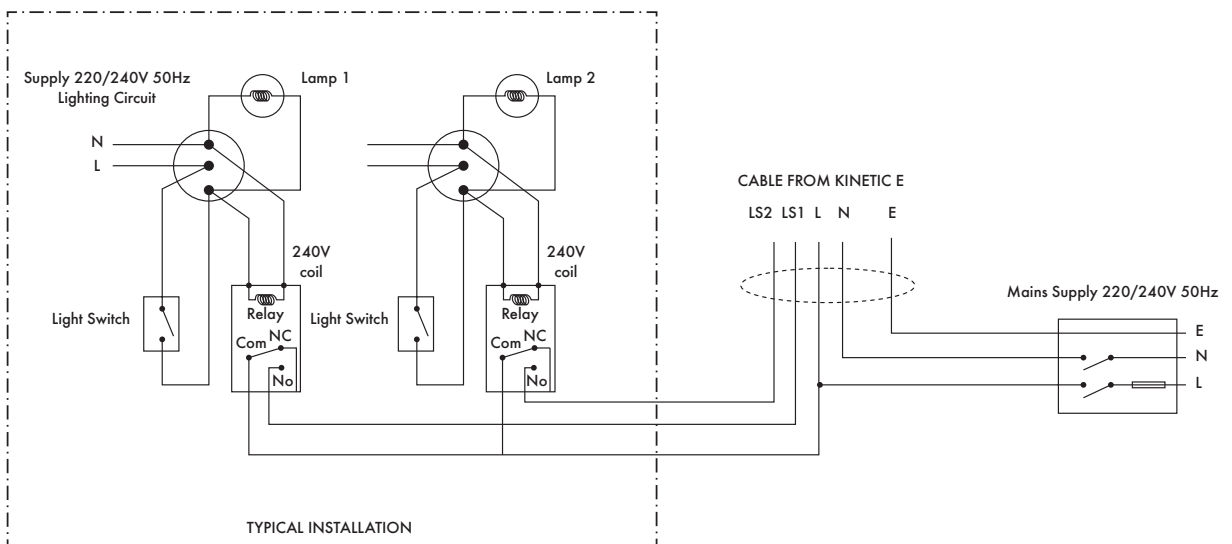 Supply 220/240V 50Hz
Lighting Circuit
Lamp 1
Lamp 2
N
L
CABLE FROM KINETIC E
LS2 LS1 L N E
240V
coil
240V
coil
Mains Supply 220/240V 50Hz
Light Switch
Relay
Com NC
No
Light Switch
Relay
Com NC
No
E
N
L
TYPICAL INSTALLATION